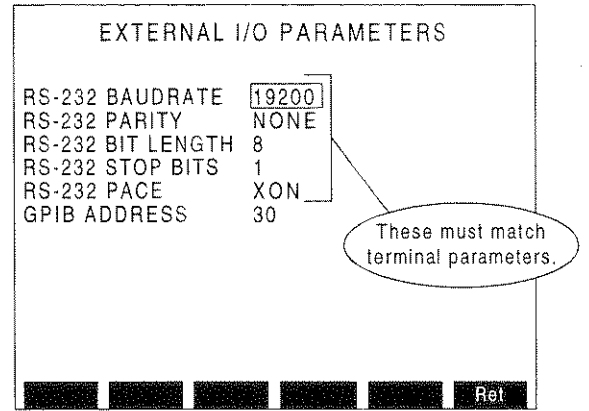 EXTERNAL I/O PARAMETERS
RS-232 BAUDRATE 19200
RS-232 PARITY NONE
RS-232 BIT LENGTH 8
RS-232 STOP BITS 1
RS-232 PACE XON
GPIB ADDRESS 30
These must match
terminal parameters.
Ret